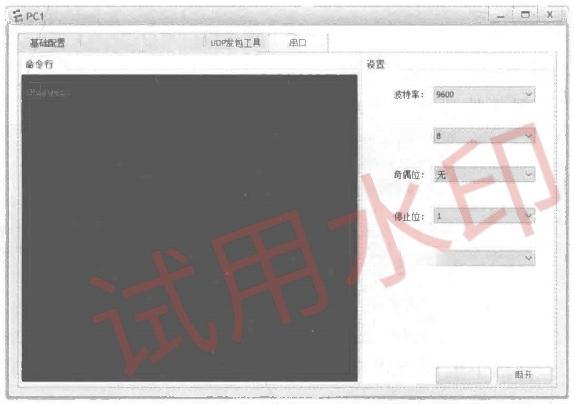 PC1
基础配置
UDP发包工具
串口
命令行
设置
波特率：
9600
8
奇偶位：
无
停止位：
1
断开
试用水印